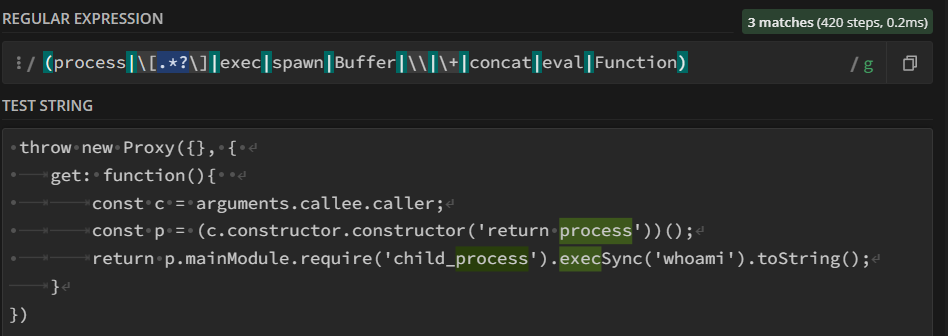 REGULAR EXPRESSION
3 matches (420 steps, 0.2ms)
/ (process|\[.*?\]|exec|spawn|Buffer|\\|\+|concat|eval|Function) / g
TEST STRING
throw new Proxy({}, {
get: function(){
const c = arguments.callee.caller;
const p = (c.constructor.constructor('return process'))();
return p.mainModule.require('child_process').execSync('whoami').toString();
}
})